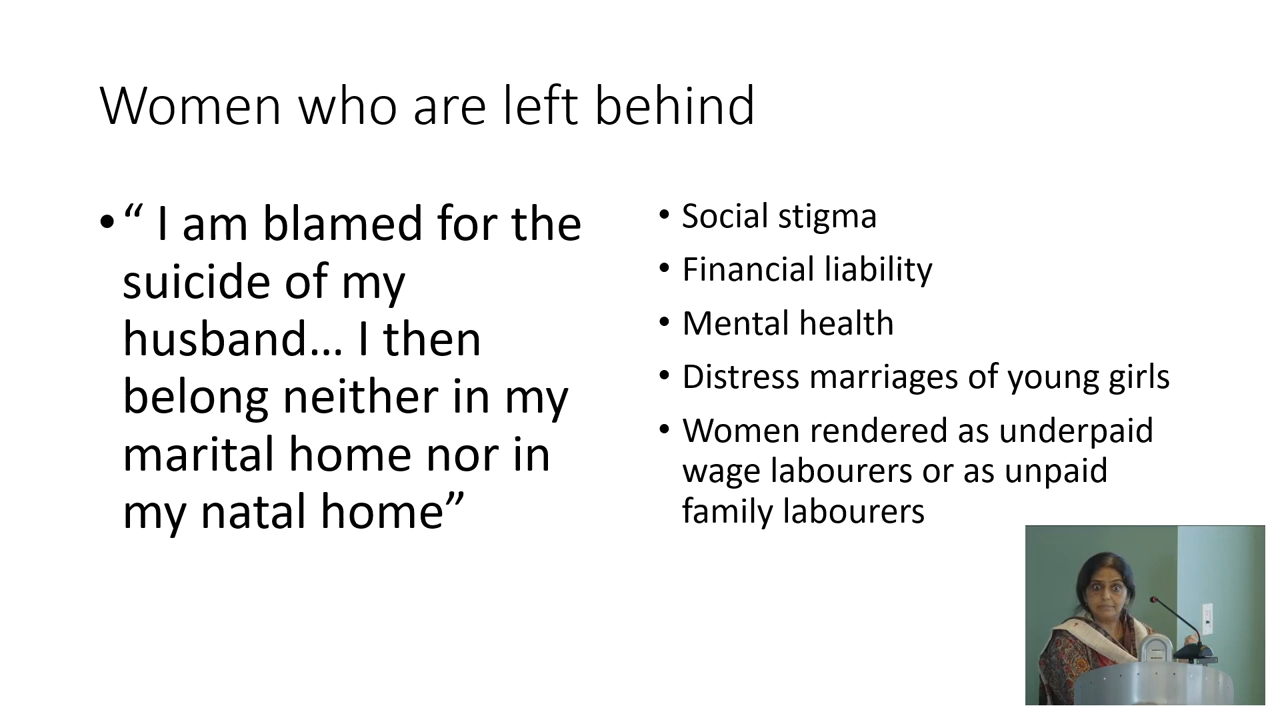 Women who are left behind
• “ I am blamed for the
suicide of my
husband… I then
belong neither in my
marital home nor in
my natal home”
• Social stigma
• Financial liability
• Mental health
• Distress marriages of young girls
• Women rendered as underpaid
wage labourers or as unpaid
family labourers